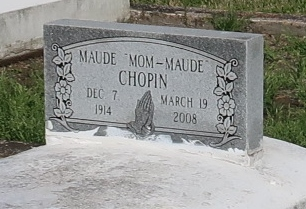 MAUDE "MOM-MAUDE"
CHOPIN
DEC 7 MARCH 19
1914 2008